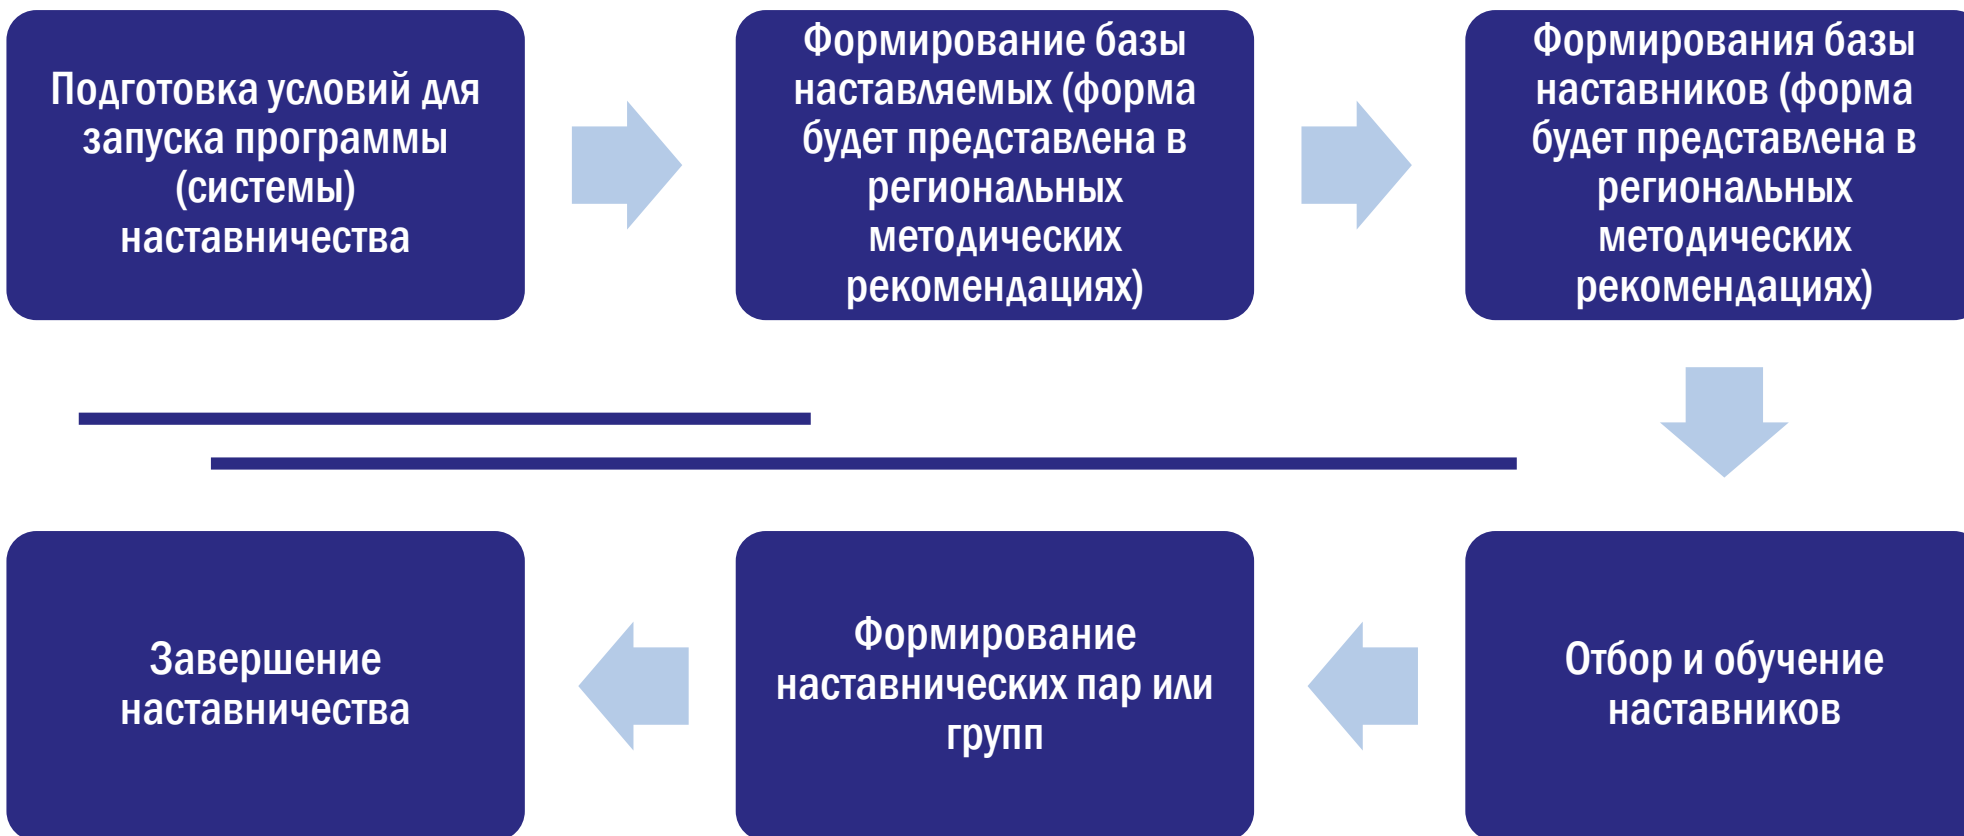 Подготовка условий для
запуска программы
(системы)
наставничества
Формирование базы
наставляемых (форма
будет представлена в
региональных
методических
рекомендациях)
Формирования базы
наставников (форма
будет представлена в
региональных
методических
рекомендациях)
Отбор и обучение
наставников
Формирование
наставнических пар или
групп
Завершение
наставничества